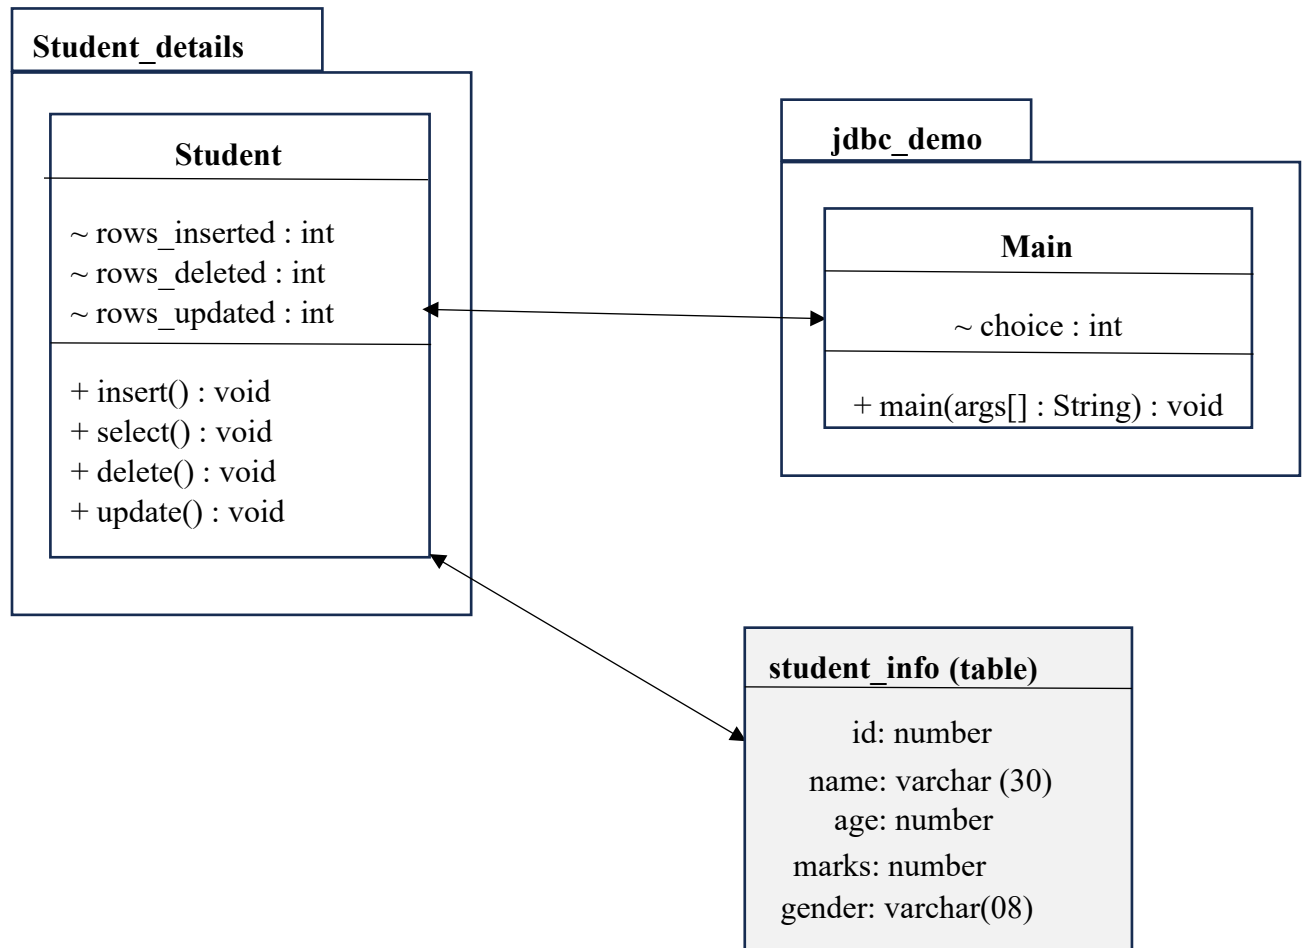 Student_details
Student
~ rows_inserted : int
~ rows_deleted : int
~ rows_updated : int
+ insert() : void
+ select() : void
+ delete() : void
+ update() : void
jdbc_demo
Main
~ choice : int
+ main(args[] : String) : void
student_info (table)
id: number
name: varchar (30)
age: number
marks: number
gender: varchar(08)